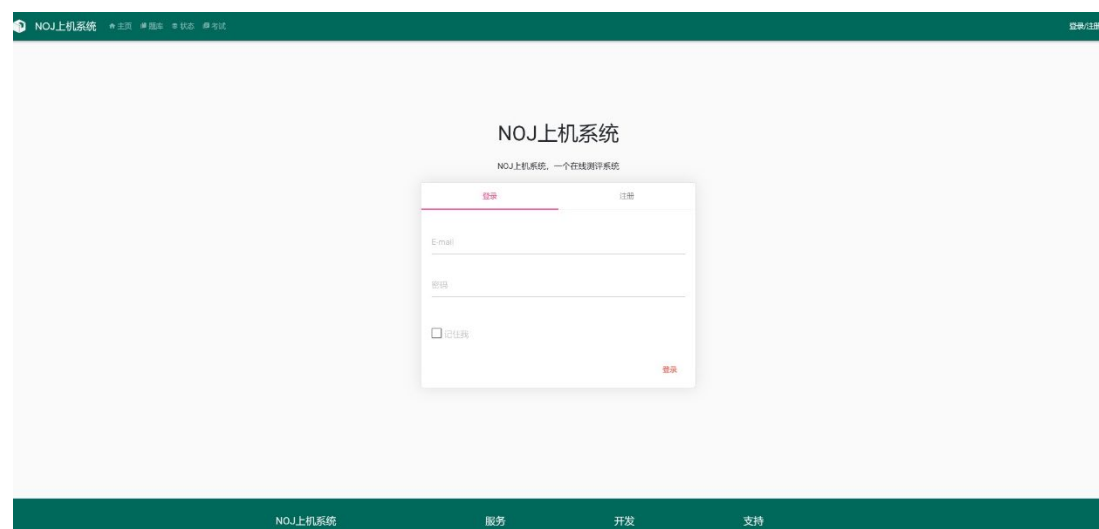 NOJ上机系统 主页 题库 状态 考试 登录/注册
NOJ上机系统
NOJ上机系统，一个在线测评系统
登录 注册
E-mail
密码
记住我
登录
NOJ上机系统 服务 开发 支持